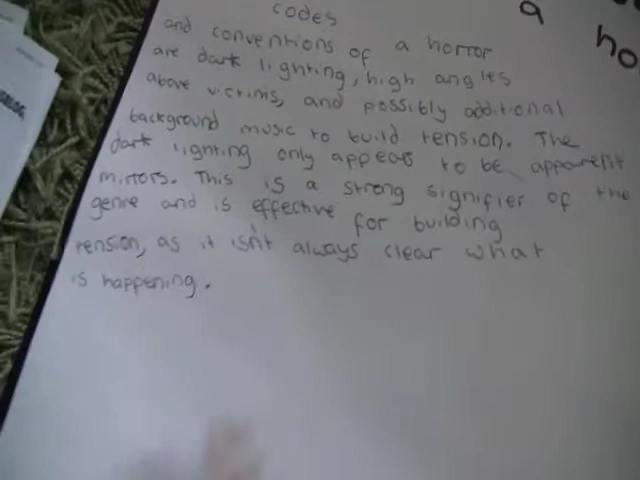 codes
a
ho
and conventions of a horror
are dark lighting, high angles
above victims, and possibly additional
background music to build tension. The
dark lighting only appears to be apparent
mirrors. This is a strong signifier of the
genre and is effective for building
tension, as it isn't always clear what
is happening.